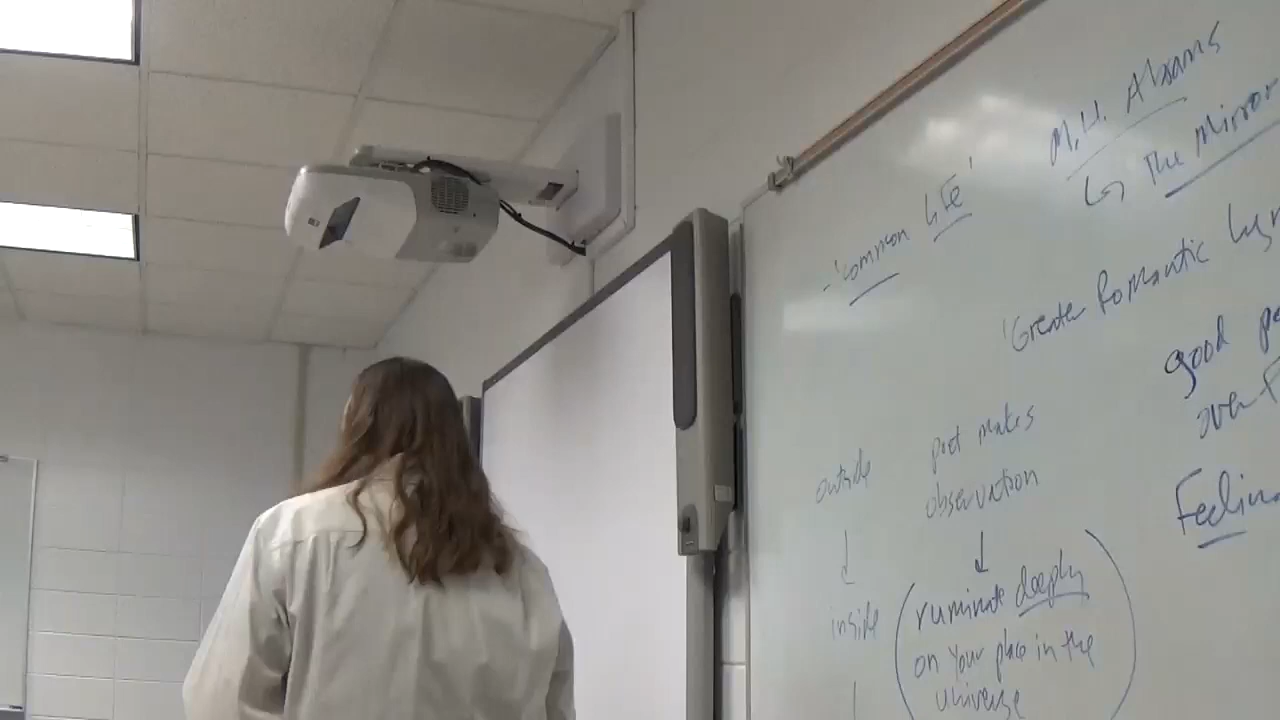 M.H. Abrams
↳ The Mirror
- 'common life'
'Greater Romantic
good
over
outside
poet makes
observation
↓
↓
inside
ruminate deeply
on your place in the
universe